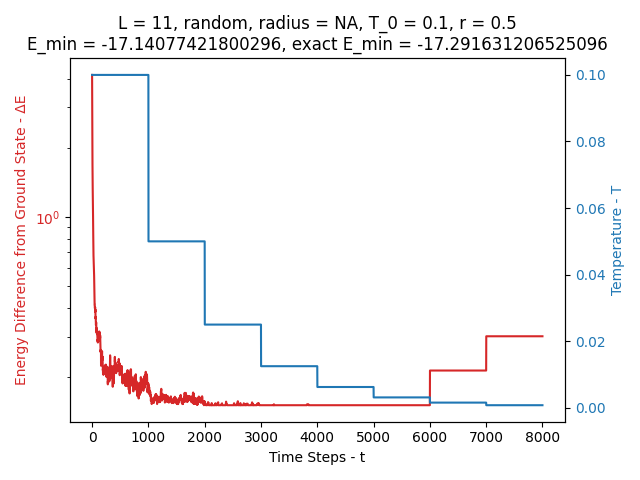 L = 11, random, radius = NA, T_0 = 0.1, r = 0.5
E_min = -17.14077421800296, exact E_min = -17.291631206525096
Energy Difference from Ground State - ΔE
10⁰
0.10
0.08
0.06
0.04
0.02
0.00
Temperature - T
0 1000 2000 3000 4000 5000 6000 7000 8000
Time Steps - t